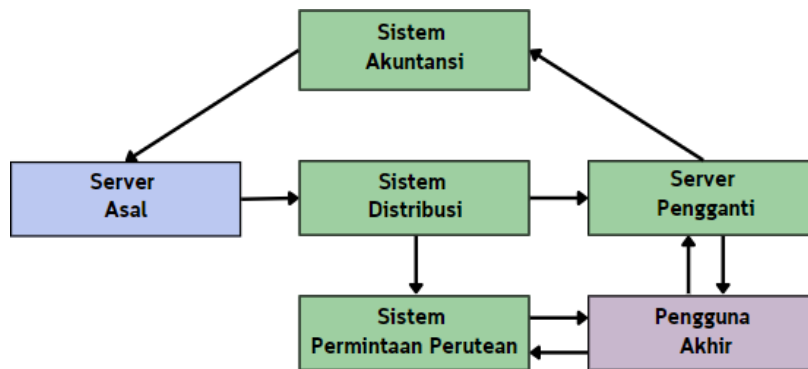 Sistem
Akuntansi
Server
Asal
Sistem
Distribusi
Server
Pengganti
Sistem
Permintaan Perutean
Pengguna
Akhir